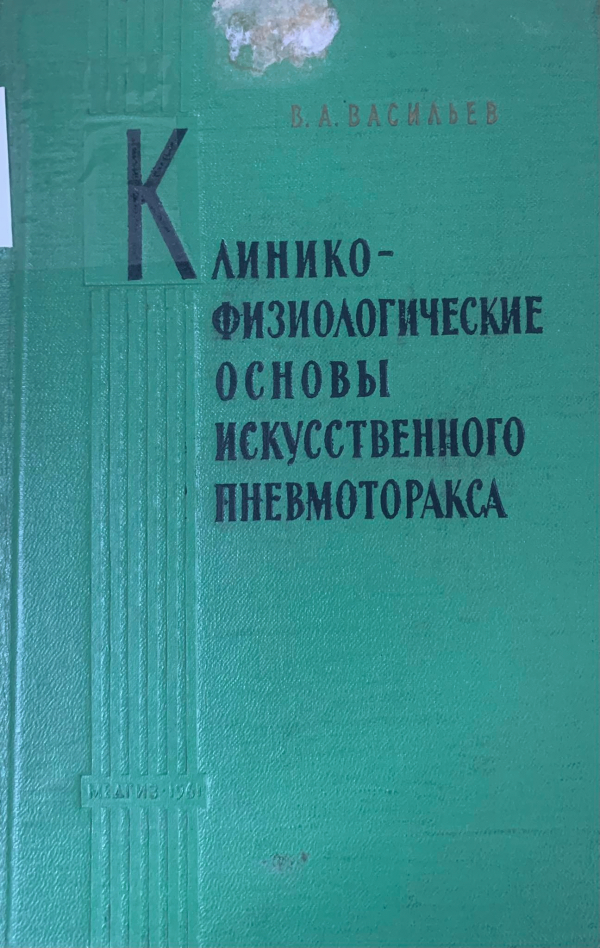 В. А. ВАСИЛЬЕВ
КЛИНИКО-
ФИЗИОЛОГИЧЕСКИЕ
ОСНОВЫ
ИСКУССТВЕННОГО
ПНЕВМОТОРАКСА
МЕДГИЗ · 1961